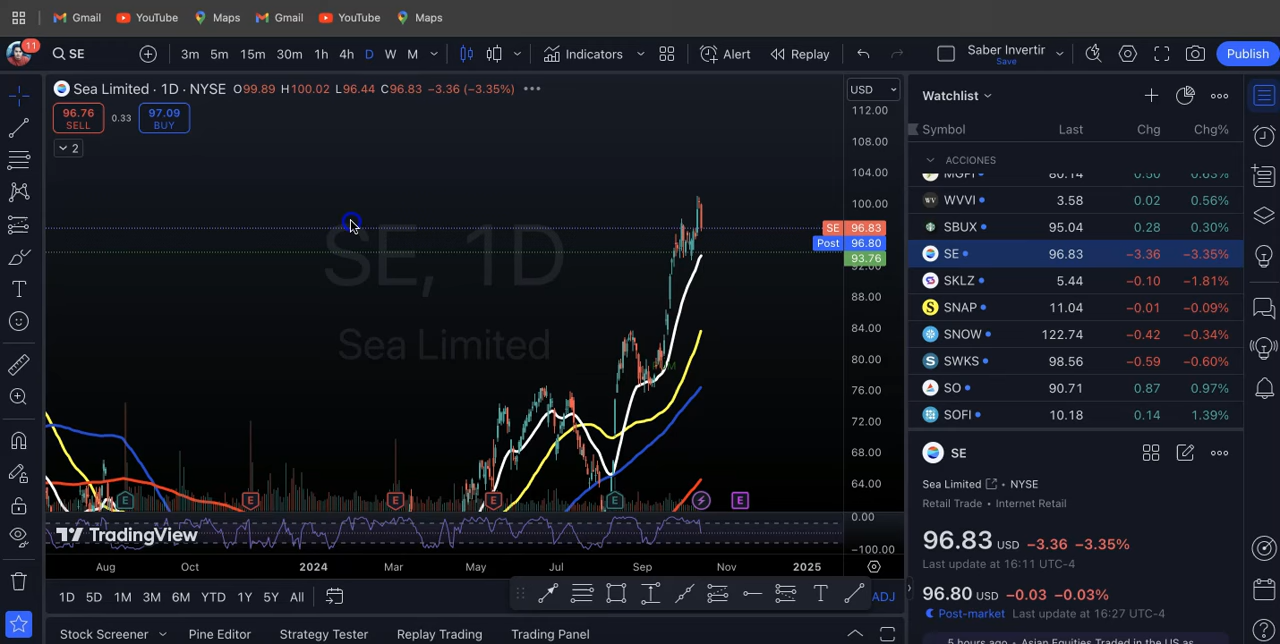 Gmail YouTube Maps Gmail YouTube Maps
11 SE 3m 5m 15m 30m 1h 4h D W M Indicators Alert Replay Saber Invertir Save Publish
Sea Limited · 1D · NYSE O99.89 H100.02 L96.44 C96.83 −3.36 (−3.35%)
96.76 SELL 0.33 97.09 BUY
2
USD
112.00
108.00
104.00
100.00
SE 96.83
Post 96.80
93.76
92.00
88.00
84.00
80.00
76.00
72.00
68.00
64.00
0.00
−100.00
SE, 1D
Sea Limited
E E E E E E
TradingView
Aug Oct 2024 Mar May Jul Sep Nov 2025
1D 5D 1M 3M 6M YTD 1Y 5Y All ADJ
Stock Screener Pine Editor Strategy Tester Replay Trading Trading Panel
Watchlist
Symbol Last Chg Chg%
ACCIONES
WVVI 3.58 0.02 0.56%
SBUX 95.04 0.28 0.30%
SE 96.83 −3.36 −3.35%
SKLZ 5.44 −0.10 −1.81%
SNAP 11.04 −0.01 −0.09%
SNOW 122.74 −0.42 −0.34%
SWKS 98.56 −0.59 −0.60%
SO 90.71 0.87 0.97%
SOFI 10.18 0.14 1.39%
SE
Sea Limited • NYSE
Retail Trade • Internet Retail
96.83 USD −3.36 −3.35%
Last update at 16:11 UTC-4
96.80 USD −0.03 −0.03%
Post-market Last update at 16:27 UTC-4
5 hours ago • Asian Equities Traded in the US as